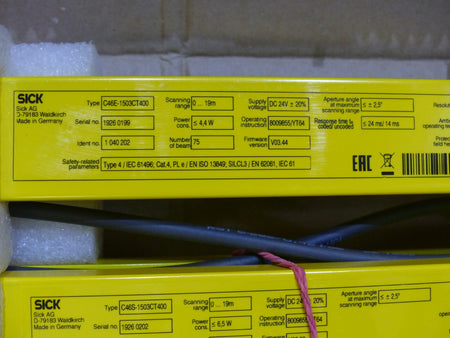 SICK
Sick AG
D-79183 Waldkirch
Made in Germany
Type C46E-1503CT400
Serial no. 1926 0199
Ident no. 1 040 202
Safety-related parameters Type 4 / IEC 61496; Cat.4, PL e / EN ISO 13849; SILCL3 / EN 62061, IEC 61
Scanning range 0 ... 19m
Power cons. ≤ 4,4 W
Number of beam 75
Supply voltage DC 24V ± 20%
Operating instruction 8009855/YT64
Firmware version V03.44
Aperture angle at maximum scanning range ≤ ± 2,5°
Response time tc coded/ uncoded ≤ 24 ms/ 14 ms
EAC
SICK
Sick AG
D-79183 Waldkirch
Made in Germany
Type C46S-1503CT400
Serial no. 1926 0202
Scanning range 0 ... 19m
Power cons. ≤ 6,5 W
Supply voltage DC 24V 20%
Operating instruction 8009855/ T64
Aperture angle at maximum scanning range ≤ ± 2,5°